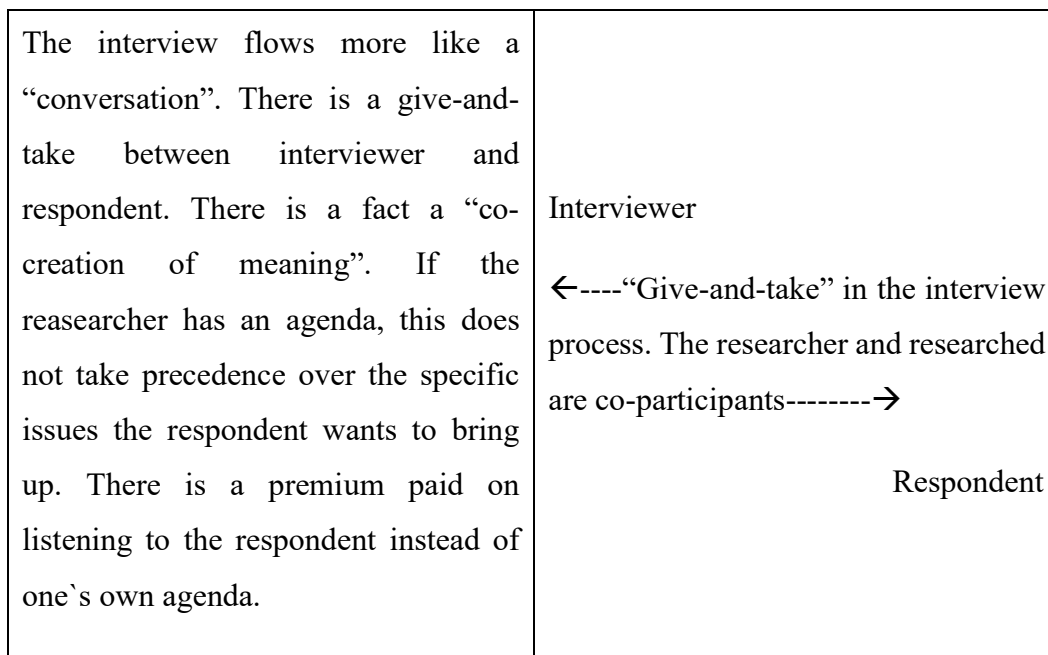 The interview flows more like a
“conversation”. There is a give-and-
take between interviewer and
respondent. There is a fact a “co-
creation of meaning”. If the
reasearcher has an agenda, this does
not take precedence over the specific
issues the respondent wants to bring
up. There is a premium paid on
listening to the respondent instead of
one`s own agenda.
Interviewer
←----“Give-and-take” in the interview
process. The researcher and researched
are co-participants--------→
Respondent